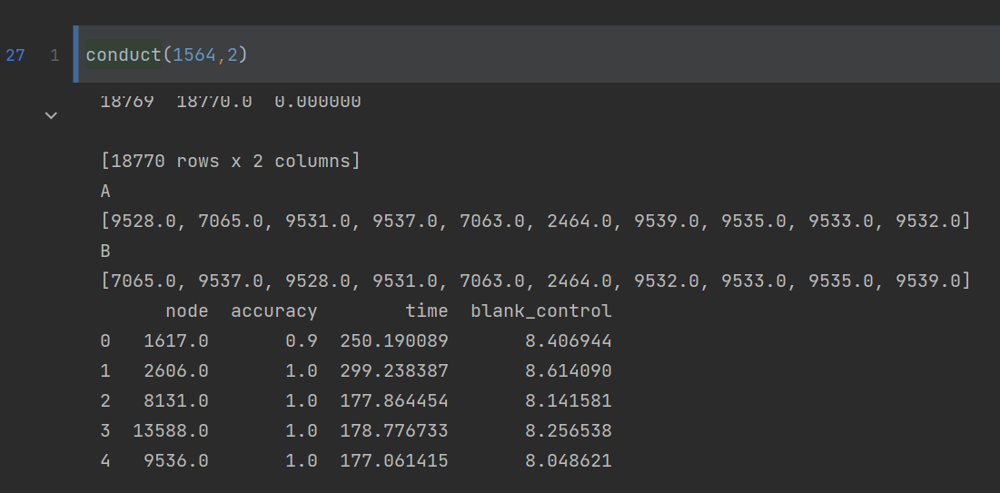 27 1 conduct(1564,2)
18769 18770.0 0.000000
[18770 rows x 2 columns]
A
[9528.0, 7065.0, 9531.0, 9537.0, 7063.0, 2464.0, 9539.0, 9535.0, 9533.0, 9532.0]
B
[7065.0, 9537.0, 9528.0, 9531.0, 7063.0, 2464.0, 9532.0, 9533.0, 9535.0, 9539.0]
node accuracy time blank_control
0 1617.0 0.9 250.190089 8.406944
1 2606.0 1.0 299.238387 8.614090
2 8131.0 1.0 177.864454 8.141581
3 13588.0 1.0 178.776733 8.256538
4 9536.0 1.0 177.061415 8.048621